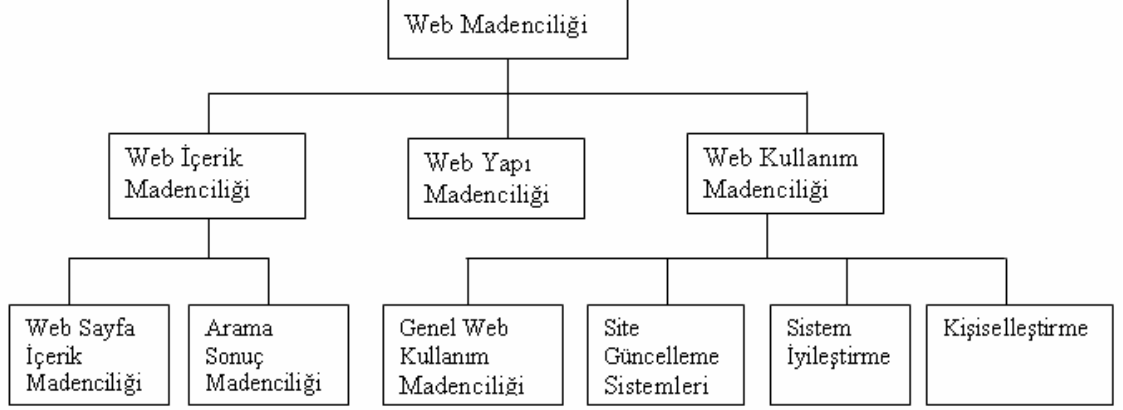 Web Madenciliği
Web İçerik
Madenciliği
Web Yapı
Madenciliği
Web Kullanım
Madenciliği
Web Sayfa
İçerik
Madenciliği
Arama
Sonuç
Madenciliği
Genel Web
Kullanım
Madenciliği
Site
Güncelleme
Sistemleri
Sistem
İyileştirme
Kişiselleştirme